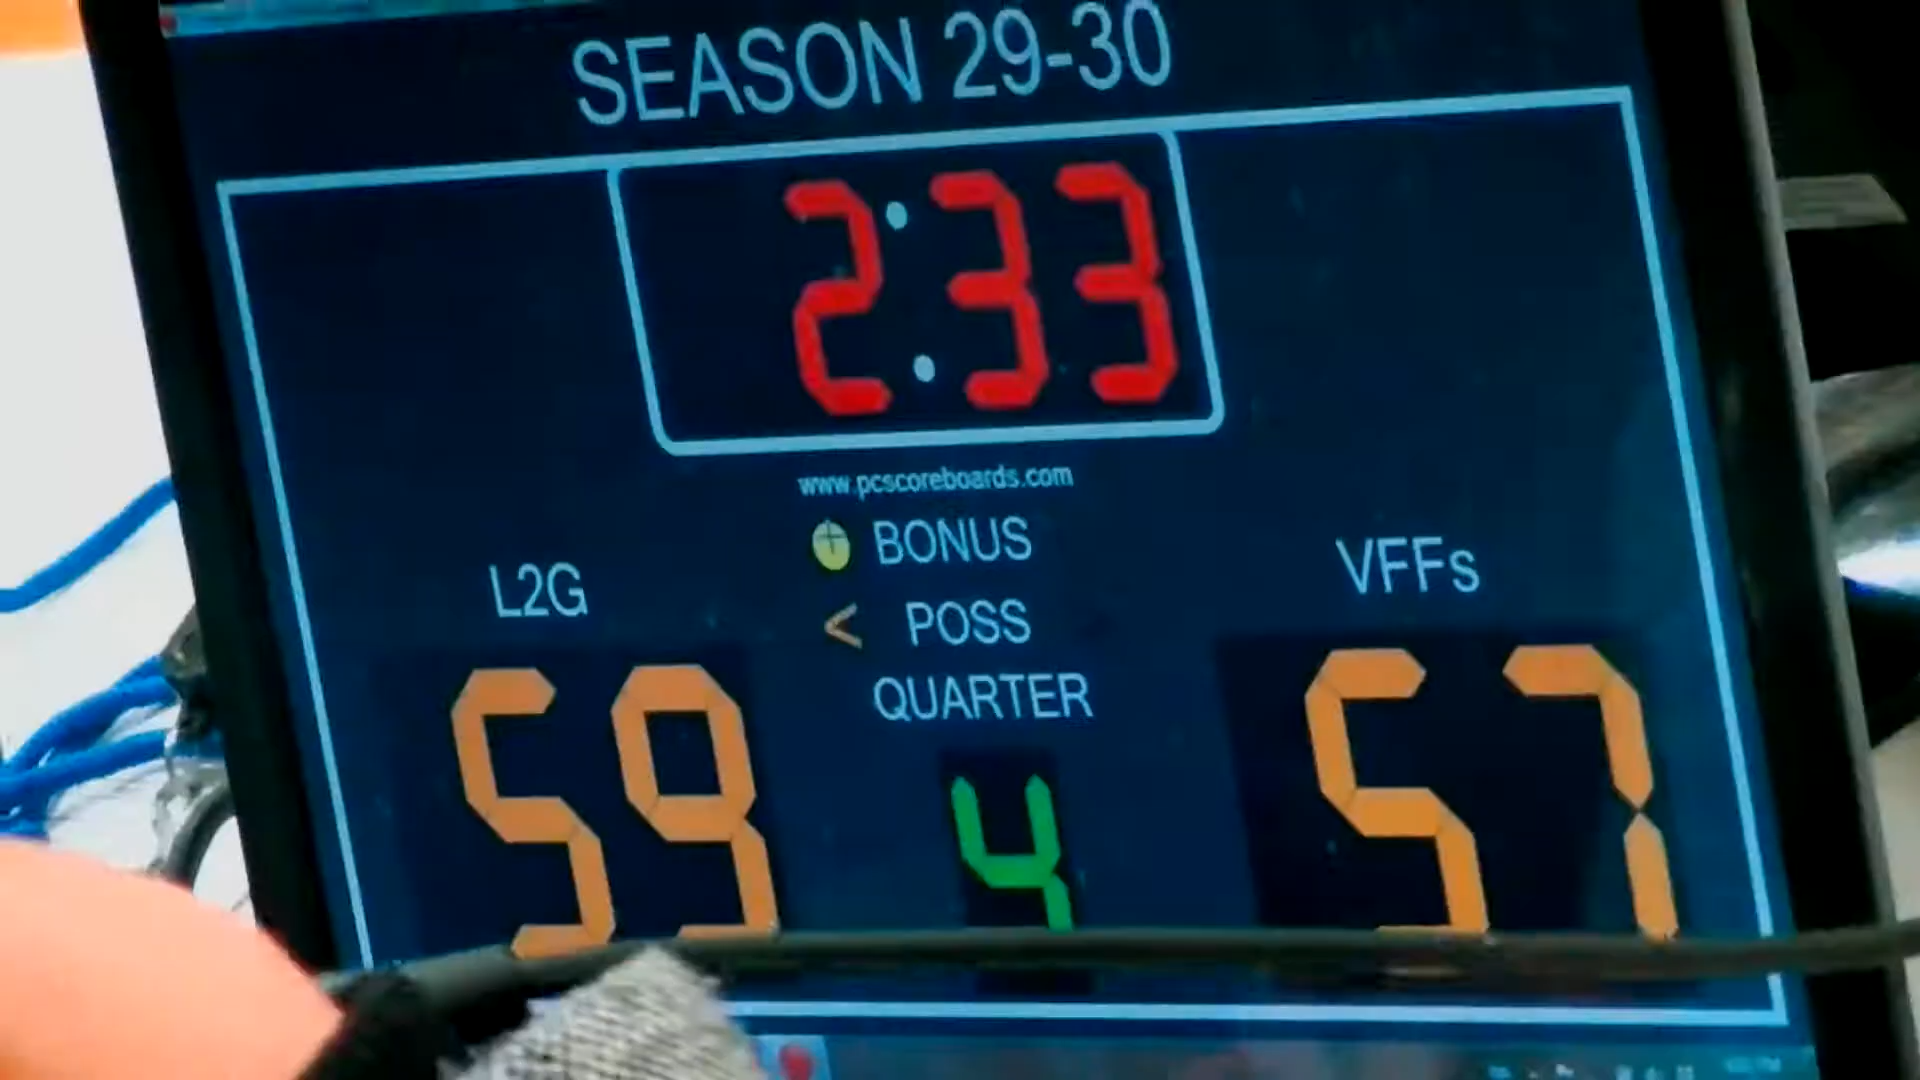 SEASON 29-30
2:33
www.pcscoreboards.com
BONUS
L2G
VFFs
< POSS
QUARTER
59
4
57